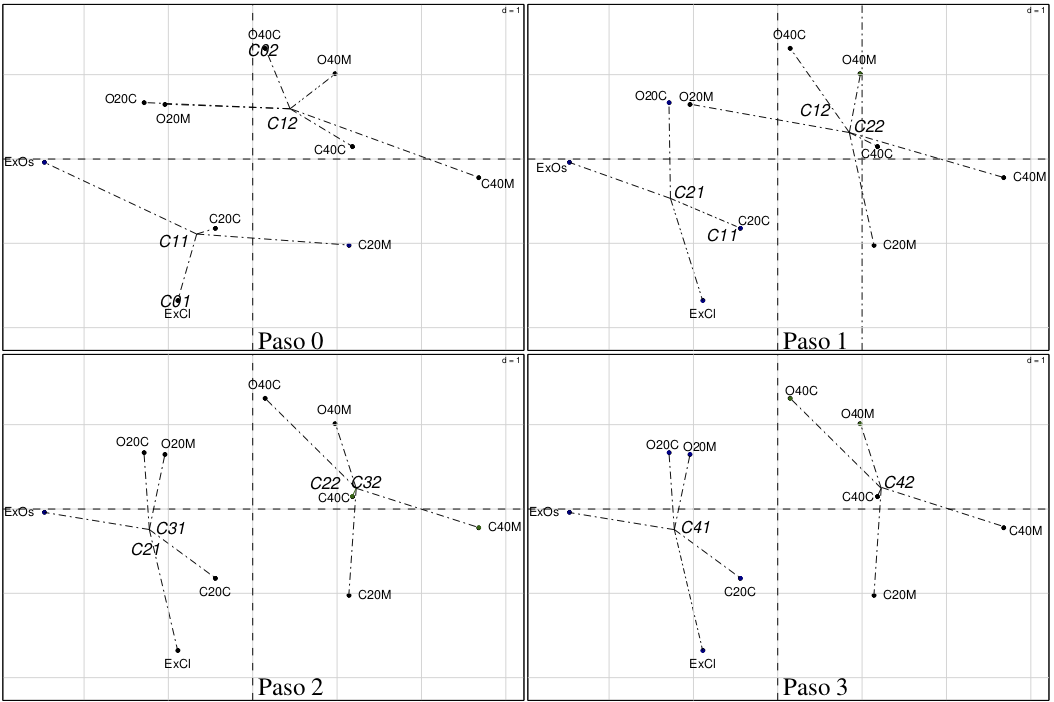 d = 1
O40C
C02
O40M
O20C
O20M
C12
C40C
ExOs
C40M
C20C
C11
C20M
C01
ExCl
Paso 0
d = 1
O40C
O40M
O20C
O20M
C12
C22
C40C
ExOs
C40M
C21
C20C
C11
C20M
ExCl
Paso 1
d = 1
O40C
O40M
O20C
O20M
C22
C32
C40C
ExOs
C31
C40M
C21
C20C
C20M
ExCl
Paso 2
d = 1
O40C
O40M
O20C
O20M
C42
C40C
ExOs
C41
C40M
C20C
C20M
ExCl
Paso 3